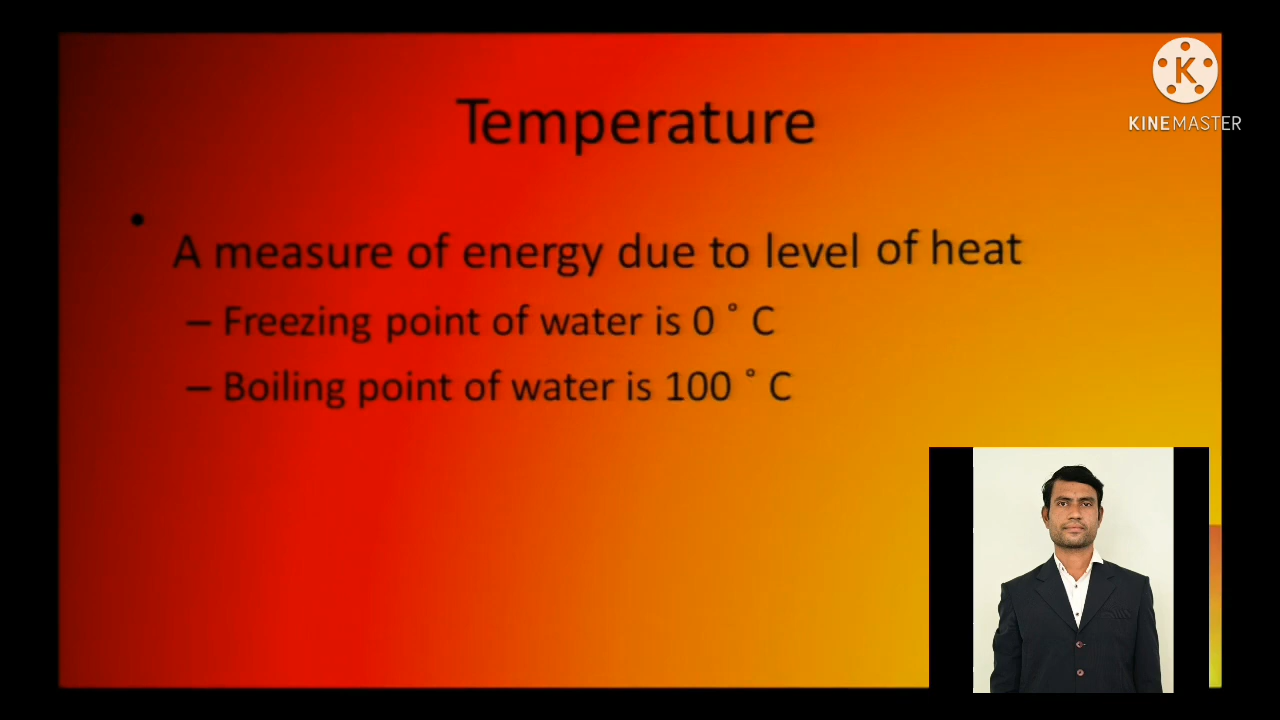 Temperature
• A measure of energy due to level of heat
– Freezing point of water is 0 ° C
– Boiling point of water is 100 ° C
K
KINEMASTER